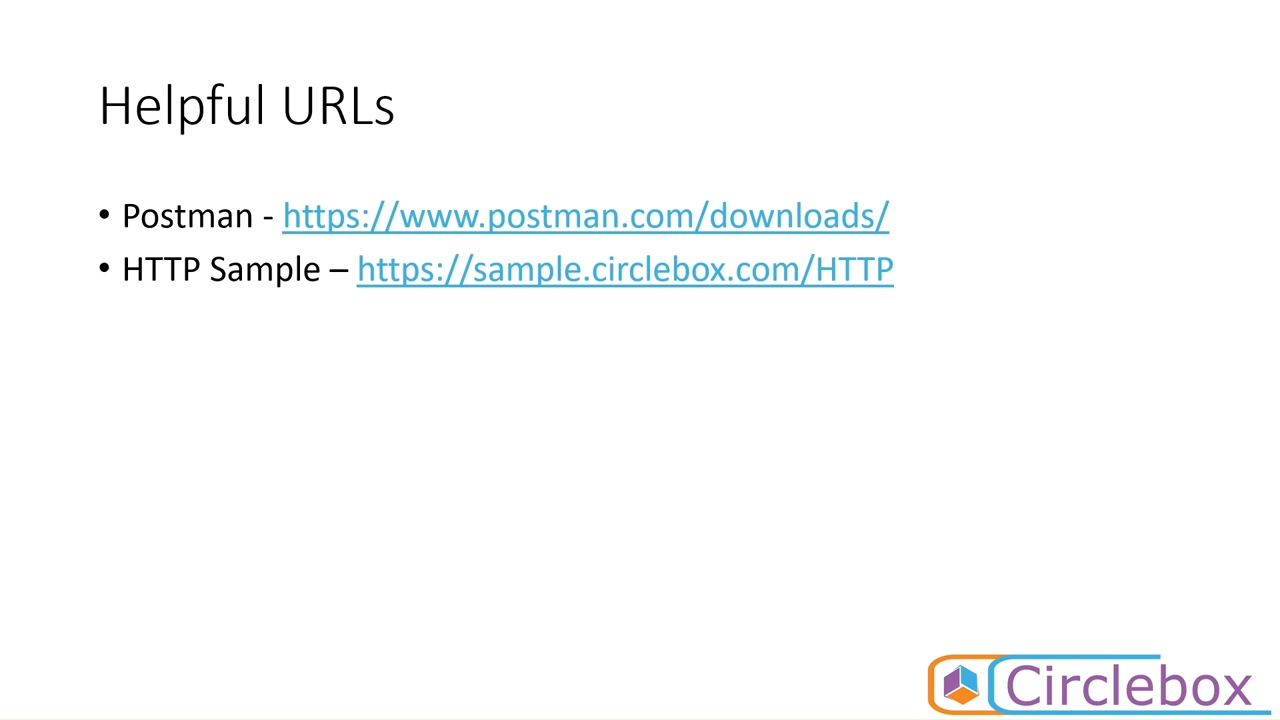 Helpful URLs
• Postman - https://www.postman.com/downloads/
• HTTP Sample – https://sample.circlebox.com/HTTP
Circlebox